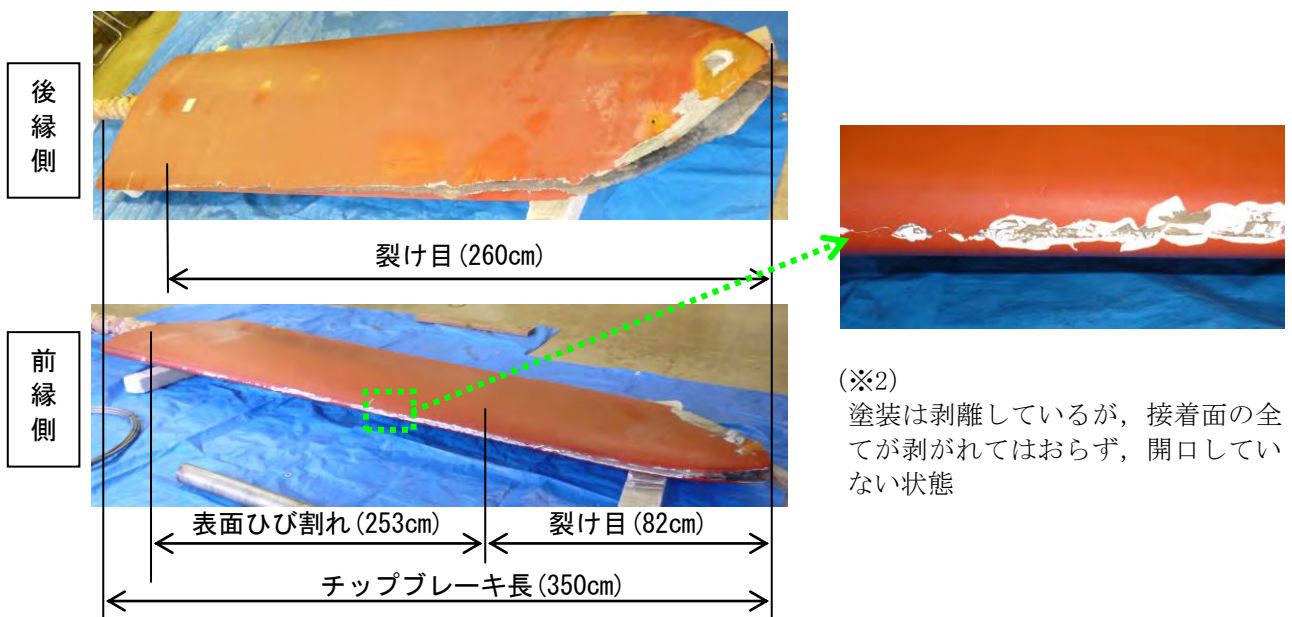 後縁側
裂け目(260cm)
前縁側
表面ひび割れ(253cm)
裂け目(82cm)
チップブレーキ長(350cm)
(※2)
塗装は剥離しているが，接着面の全
てが剥がれてはおらず，開口してい
ない状態